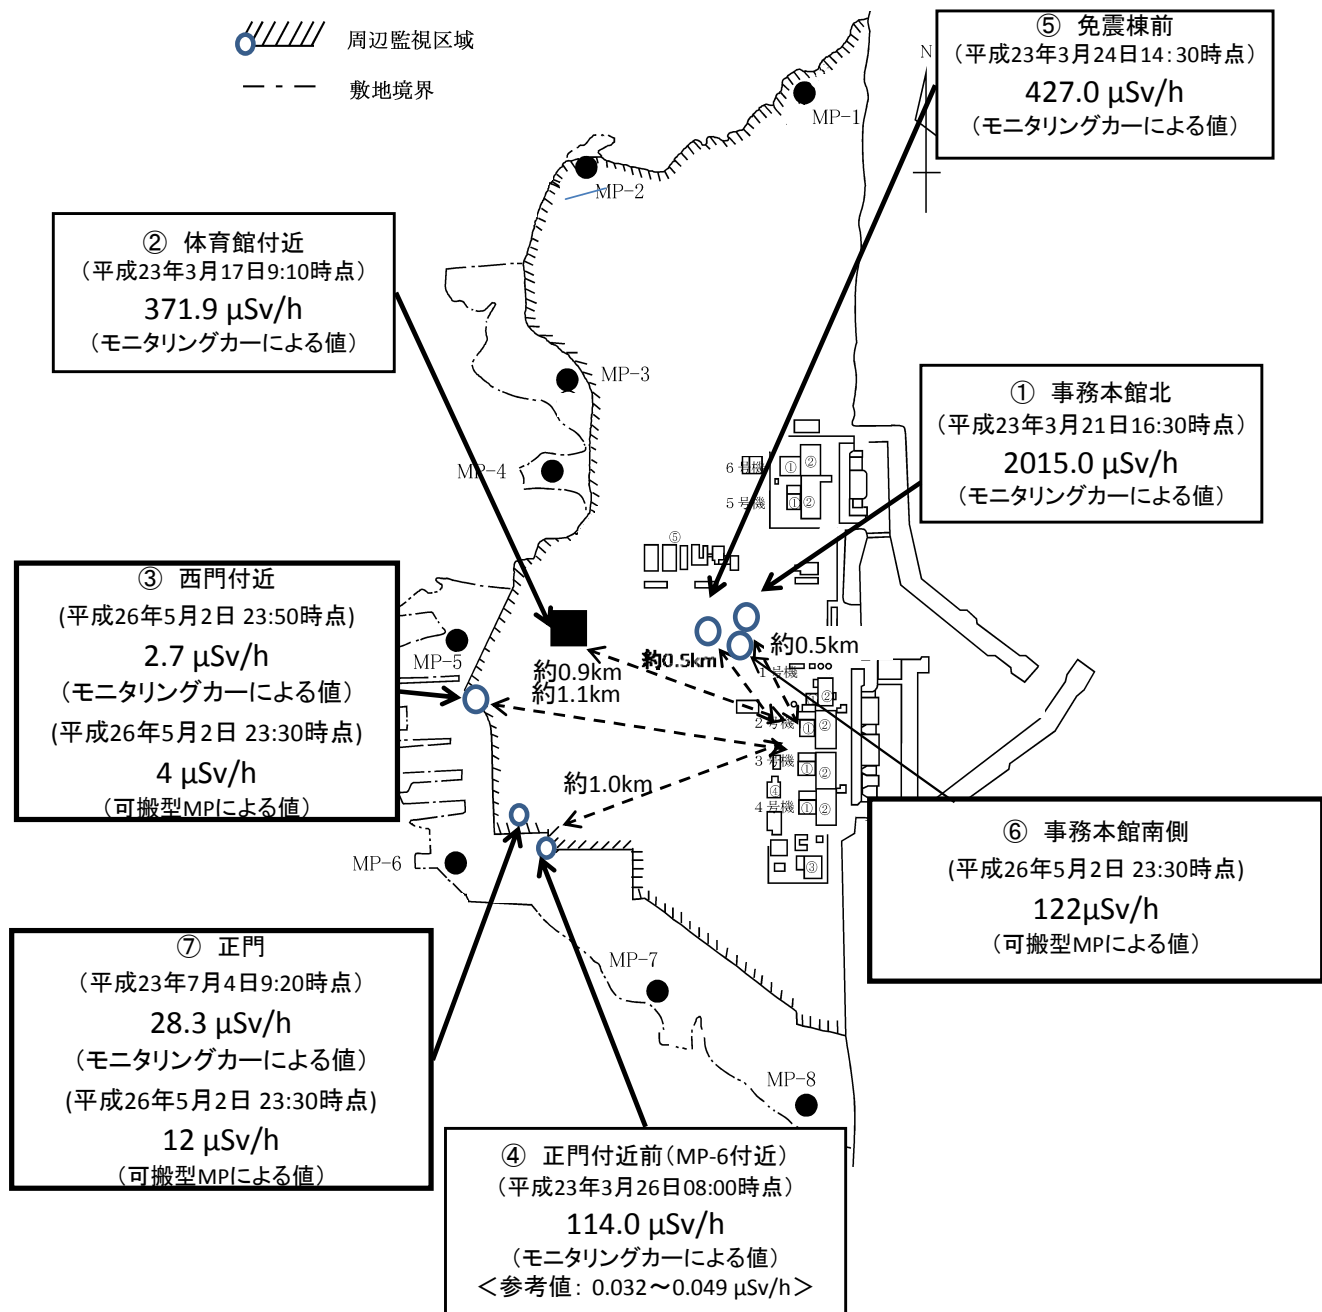 周辺監視区域
敷地境界
⑤ 免震棟前
(平成23年3月24日14:30時点)
427.0 μSv/h
(モニタリングカーによる値)
N
MP-1
MP-2
② 体育館付近
(平成23年3月17日9:10時点)
371.9 μSv/h
(モニタリングカーによる値)
MP-3
① 事務本館北
(平成23年3月21日16:30時点)
2015.0 μSv/h
(モニタリングカーによる値)
MP-4
6号機
①
②
5号機
①
②
⑤
③ 西門付近
(平成26年5月2日 23:50時点)
2.7 μSv/h
(モニタリングカーによる値)
(平成26年5月2日 23:30時点)
4 μSv/h
(可搬型MPによる値)
MP-5
約0.9km
約1.1km
約0.5km
約0.5km
1号機
②
2号機
①
②
3号機
①
②
約1.0km
④
4号機
①
②
③
MP-6
⑥ 事務本館南側
(平成26年5月2日 23:30時点)
122μSv/h
(可搬型MPによる値)
⑦ 正門
(平成23年7月4日9:20時点)
28.3 μSv/h
(モニタリングカーによる値)
(平成26年5月2日 23:30時点)
12 μSv/h
(可搬型MPによる値)
MP-7
MP-8
④ 正門付近前(MP-6付近)
(平成23年3月26日08:00時点)
114.0 μSv/h
(モニタリングカーによる値)
<参考値: 0.032~0.049 μSv/h>